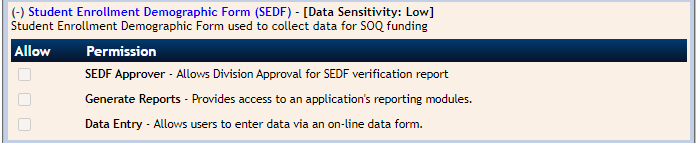 (-) Student Enrollment Demographic Form (SEDF) - [Data Sensitivity: Low]
Student Enrollment Demographic Form used to collect data for SOQ funding
Allow Permission
SEDF Approver - Allows Division Approval for SEDF verification report
Generate Reports - Provides access to an application's reporting modules.
Data Entry - Allows users to enter data via an on-line data form.